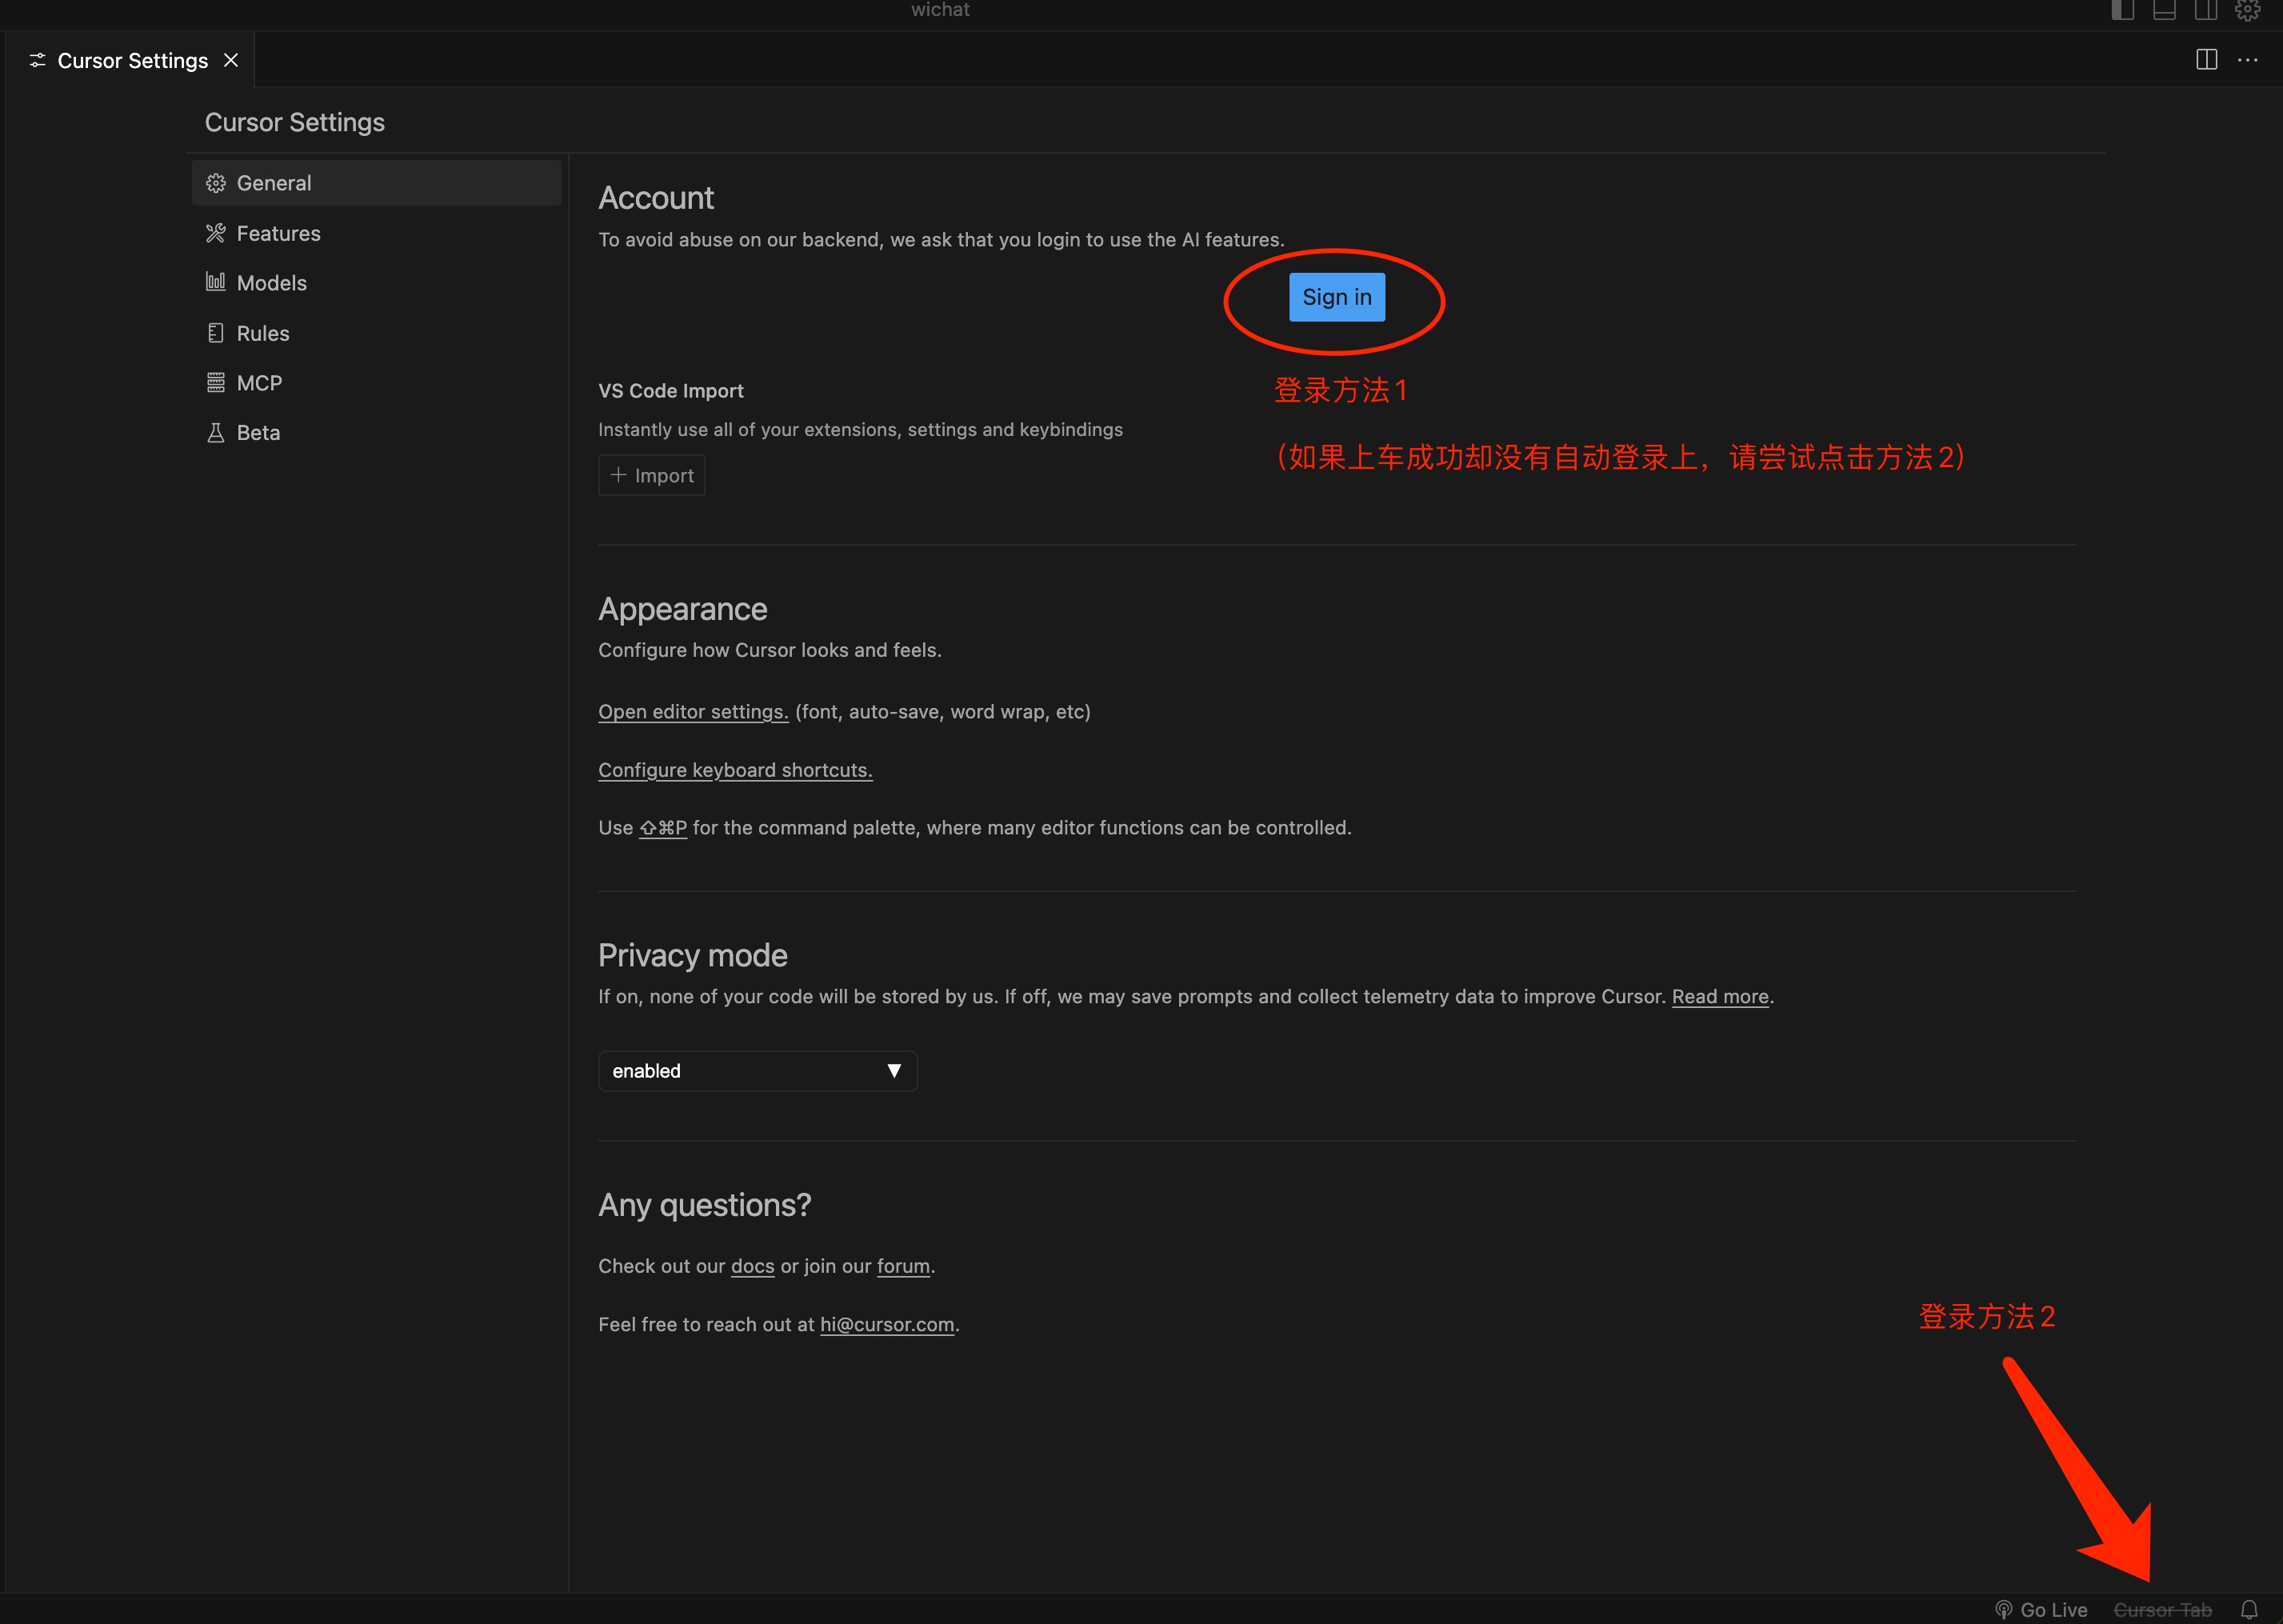 wichat
Cursor Settings
Cursor Settings
General
Features
Models
Rules
MCP
Beta
Account
To avoid abuse on our backend, we ask that you login to use the AI features.
Sign in
登录方法1
（如果上车成功却没有自动登录上，请尝试点击方法2）
VS Code Import
Instantly use all of your extensions, settings and keybindings
+ Import
Appearance
Configure how Cursor looks and feels.
Open editor settings. (font, auto-save, word wrap, etc)
Configure keyboard shortcuts.
Use ⇧⌘P for the command palette, where many editor functions can be controlled.
Privacy mode
If on, none of your code will be stored by us. If off, we may save prompts and collect telemetry data to improve Cursor. Read more.
enabled
Any questions?
Check out our docs or join our forum.
Feel free to reach out at hi@cursor.com.
登录方法2
Go Live
Cursor Tab